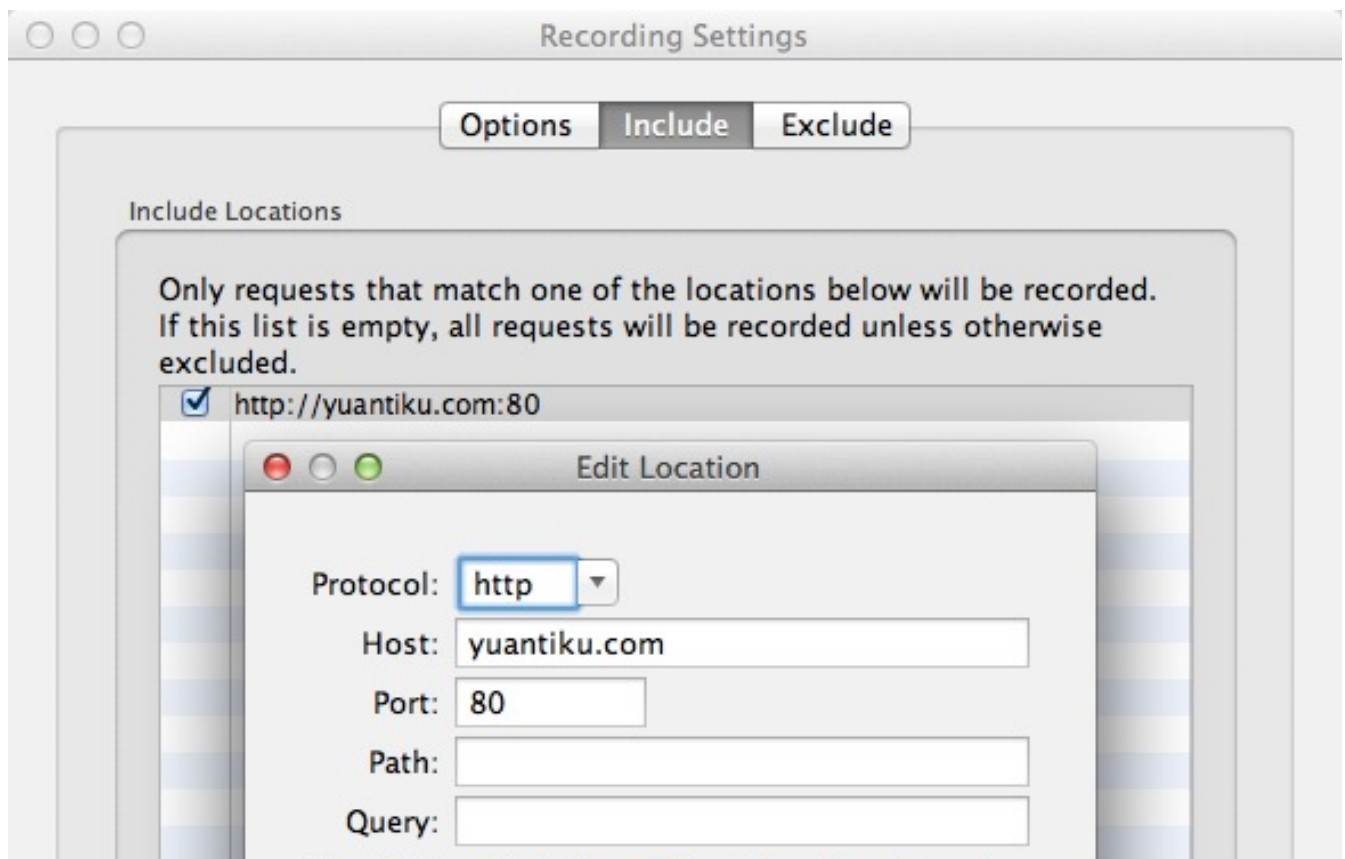 Recording Settings
Options Include Exclude
Include Locations
Only requests that match one of the locations below will be recorded.
If this list is empty, all requests will be recorded unless otherwise
excluded.
http://yuantiku.com:80
Edit Location
Protocol: http
Host: yuantiku.com
Port: 80
Path:
Query: